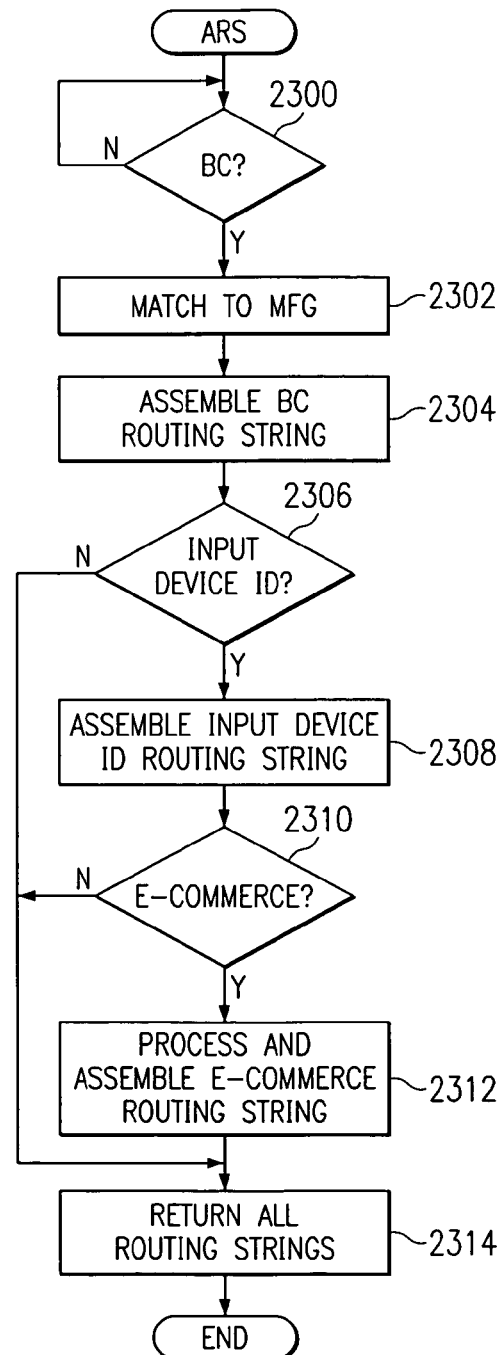 ARS
2300
N
BC?
Y
MATCH TO MFG
2302
ASSEMBLE BC
ROUTING STRING
2304
2306
N
INPUT
DEVICE ID?
Y
ASSEMBLE INPUT DEVICE
ID ROUTING STRING
2308
2310
N
E-COMMERCE?
Y
PROCESS AND
ASSEMBLE E-COMMERCE
ROUTING STRING
2312
RETURN ALL
ROUTING STRINGS
2314
END